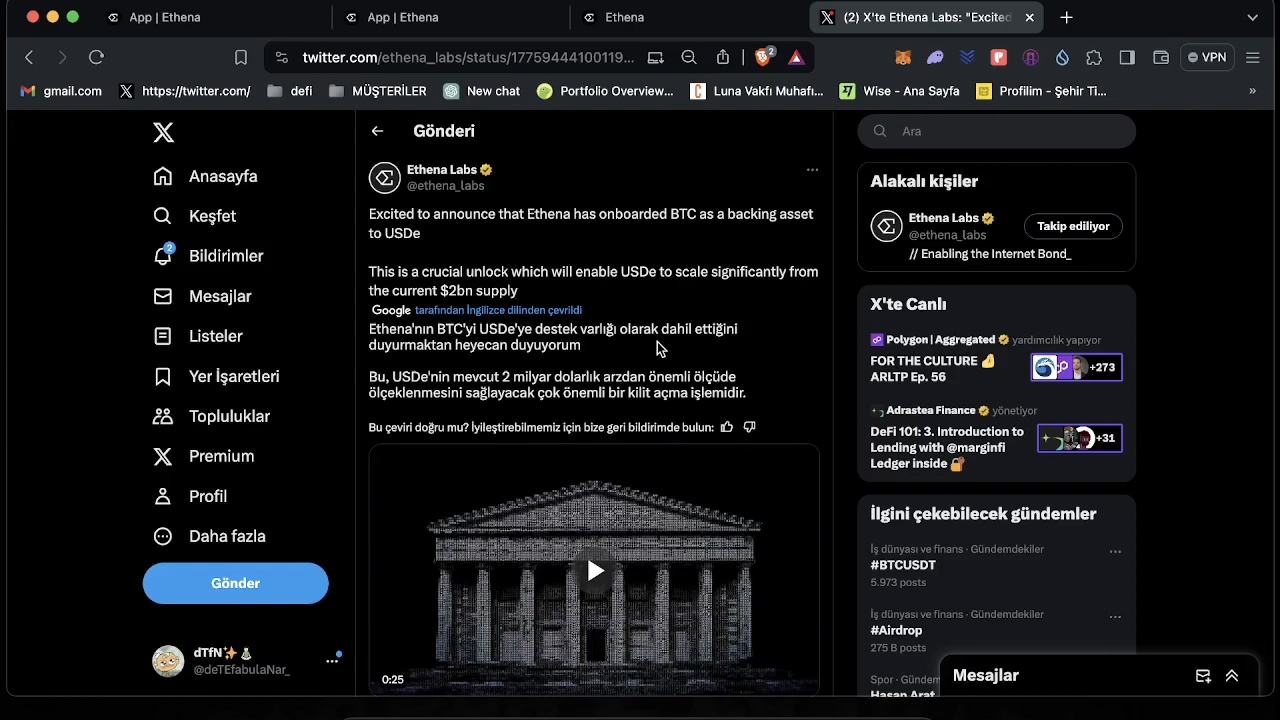 App | Ethena
App | Ethena
Ethena
(2) X'te Ethena Labs: "Excited
twitter.com/ethena_labs/status/17759444100119...
2
VPN
gmail.com
https://twitter.com/
defi
MÜŞTERİLER
New chat
Portfolio Overview...
Luna Vakfı Muhafı...
Wise - Ana Sayfa
Profilim - Şehir Ti...
»
Anasayfa
Keşfet
2
Bildirimler
Mesajlar
Listeler
Yer İşaretleri
Topluluklar
Premium
Profil
Daha fazla
Gönder
dTfN
@deTEfabulaNar_
Gönderi
Ethena Labs
@ethena_labs
Excited to announce that Ethena has onboarded BTC as a backing asset
to USDe
This is a crucial unlock which will enable USDe to scale significantly from
the current $2bn supply
Google tarafından İngilizce dilinden çevrildi
Ethena'nın BTC'yi USDe'ye destek varlığı olarak dahil ettiğini
duyurmaktan heyecan duyuyorum
Bu, USDe'nin mevcut 2 milyar dolarlık arzdan önemli ölçüde
ölçeklenmesini sağlayacak çok önemli bir kilit açma işlemidir.
Bu çeviri doğru mu? İyileştirebilmemiz için bize geri bildirimde bulun:
0:25
Ara
Alakalı kişiler
Ethena Labs
@ethena_labs
Takip ediliyor
// Enabling the Internet Bond_
X'te Canlı
Polygon | Aggregated yardımcılık yapıyor
FOR THE CULTURE
ARLTP Ep. 56
+273
Adrastea Finance yönetiyor
DeFi 101: 3. Introduction to
Lending with @marginfi
Ledger inside
+31
İlgini çekebilecek gündemler
İş dünyası ve finans · Gündemdekiler
#BTCUSDT
5.973 posts
İş dünyası ve finans · Gündemdekiler
#Airdrop
275 B posts
Spor · Gündem
Hasan Arat
Mesajlar